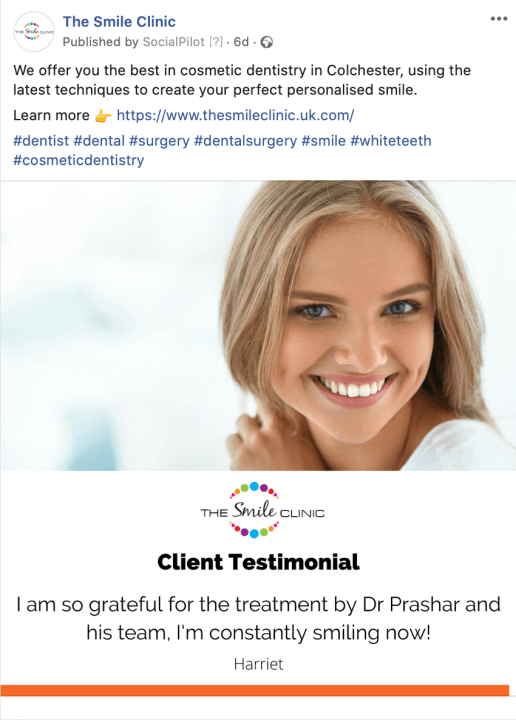 The Smile Clinic
Published by SocialPilot [?] · 6d ·
We offer you the best in cosmetic dentistry in Colchester, using the
latest techniques to create your perfect personalised smile.
Learn more 👉 https://www.thesmileclinic.uk.com/
#dentist #dental #surgery #dentalsurgery #smile #whiteteeth
#cosmeticdentistry
THE Smile CLINIC
Client Testimonial
I am so grateful for the treatment by Dr Prashar and
his team, I'm constantly smiling now!
Harriet